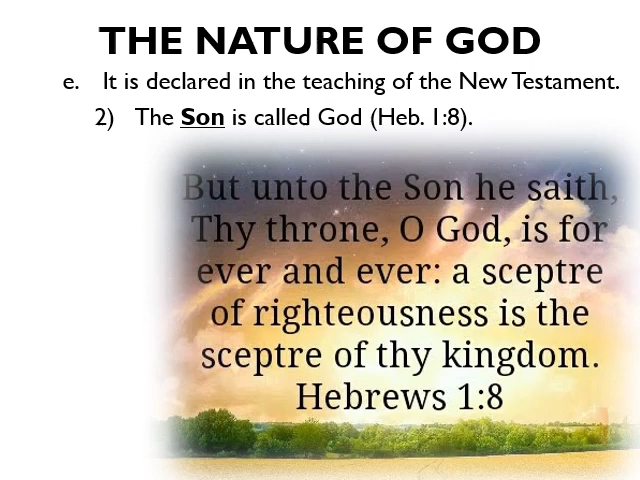 THE NATURE OF GOD
e. It is declared in the teaching of the New Testament.
2) The Son is called God (Heb. 1:8).
But unto the Son he saith,
Thy throne, O God, is for
ever and ever: a sceptre
of righteousness is the
sceptre of thy kingdom.
Hebrews 1:8